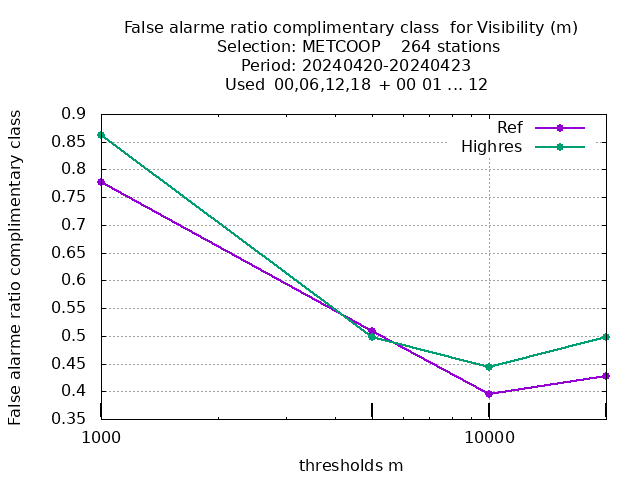 False alarme ratio complimentary class  for Visibility (m)
Selection: METCOOP    264 stations
Period: 20240420-20240423
Used  00,06,12,18  + 00 01 ... 12
False alarme ratio complimentary class
0.9
0.85
0.8
0.75
0.7
0.65
0.6
0.55
0.5
0.45
0.4
0.35
Ref
Highres
1000
10000
thresholds m